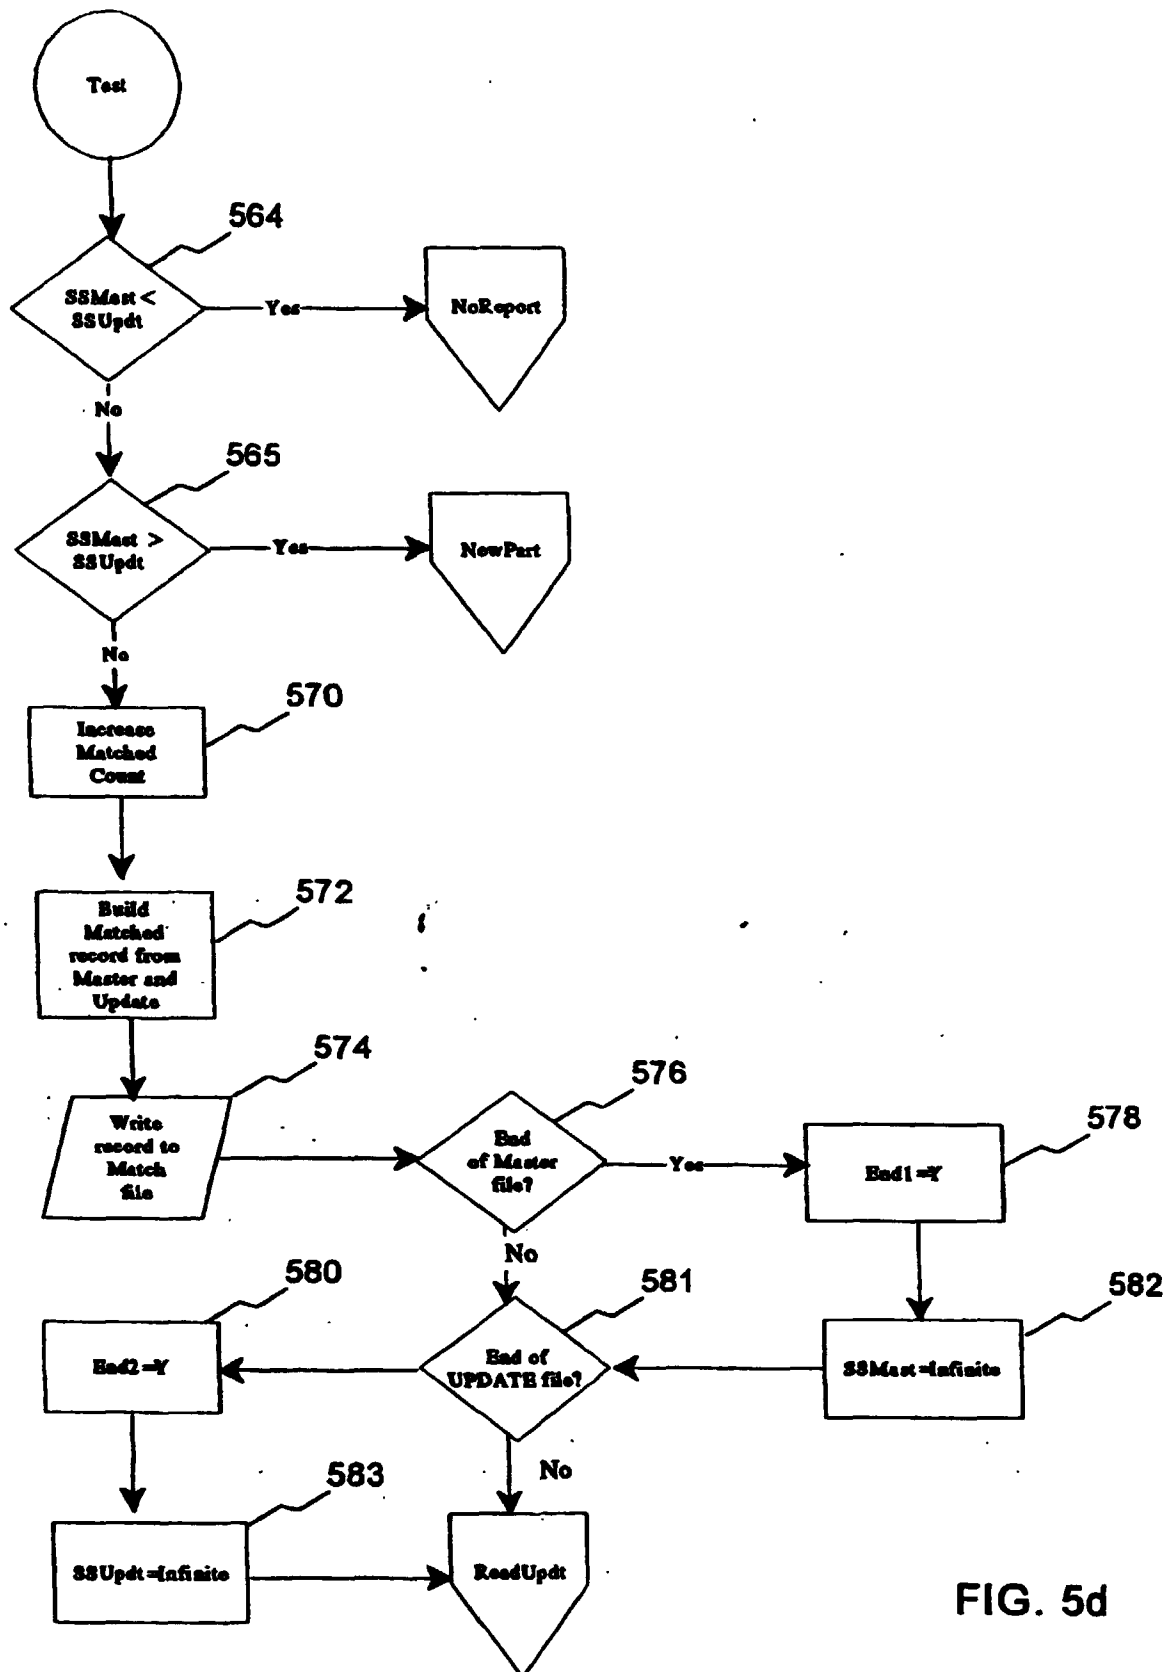 Test
564
SSMast <
SSUpdt
Yes
NoReport
No
565
SSMast >
SSUpdt
Yes
NewPart
No
570
Increase
Matched
Count
572
Build
Matched
record from
Master and
Update
574
Write
record to
Match
file
576
End
of Master
file?
Yes
578
End1=Y
No
580
End2=Y
581
End of
UPDATE file?
582
SSMast=Infinite
No
583
SSUpdt=Infinite
ReadUpdt
FIG. 5d